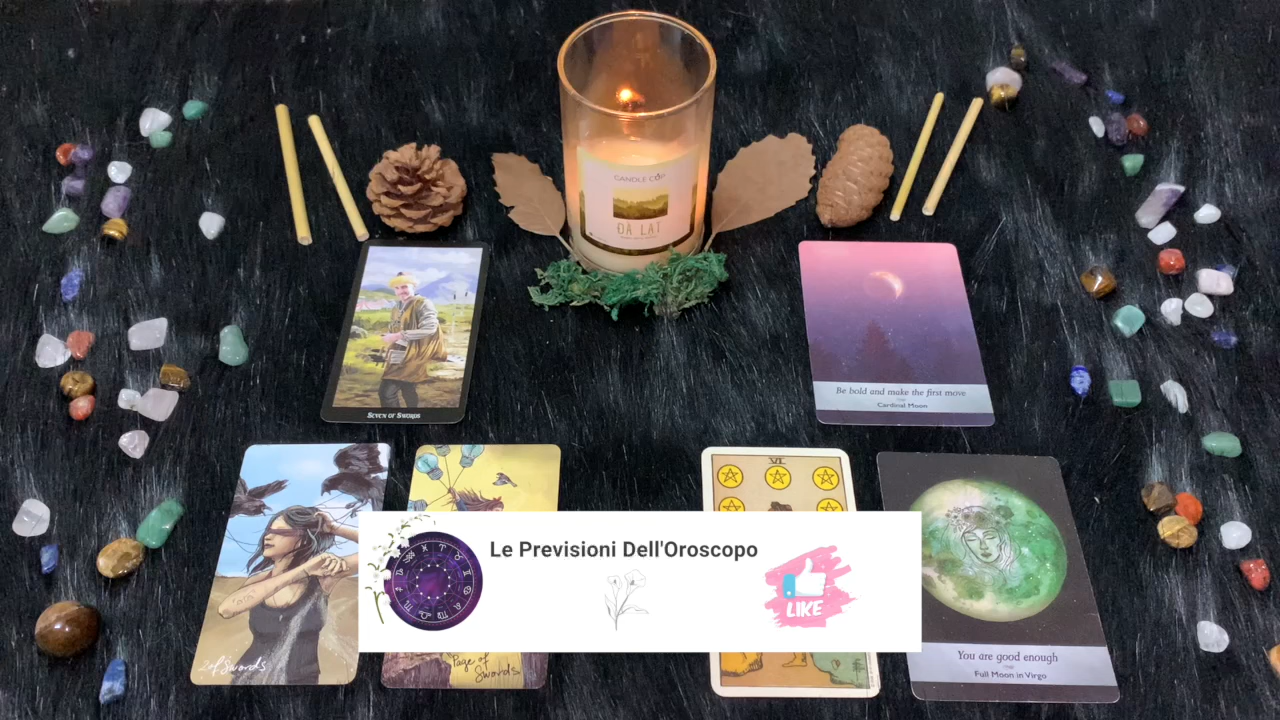 CANDLE CUP
ĐÀ LẠT
SEVEN OF SWORDS
Be bold and make the first move
Cardinal Moon
VI
Le Previsioni Dell'Oroscopo
LIKE
2 of Swords
Page of
Swords
You are good enough
Full Moon in Virgo